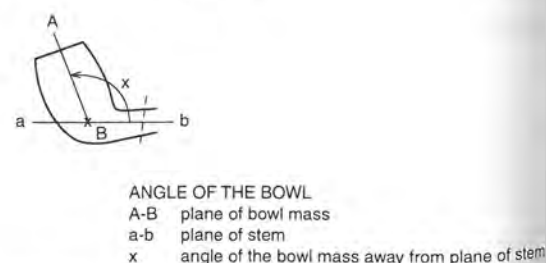 A
x
a
b
B
ANGLE OF THE BOWL
A-B plane of bowl mass
a-b plane of stem
x angle of the bowl mass away from plane of stem